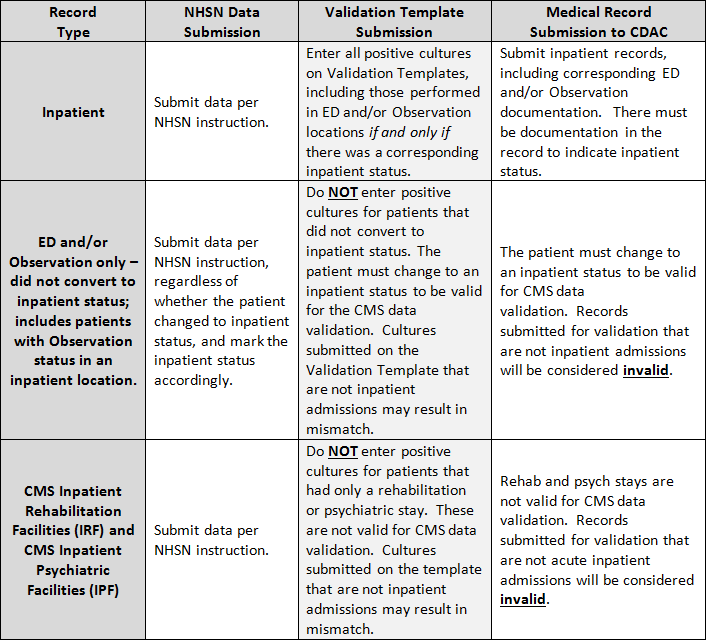 Record
Type
NHSN Data
Submission
Validation Template
Submission
Medical Record
Submission to CDAC
Inpatient
Submit data per
NHSN instruction.
Enter all positive cultures
on Validation Templates,
including those performed
in ED and/or Observation
locations if and only if
there was a corresponding
inpatient status.
Submit inpatient records,
including corresponding ED
and/or Observation
documentation. There must
be documentation in the
record to indicate inpatient
status.
ED and/or
Observation only –
did not convert to
inpatient status;
includes patients
with Observation
status in an
inpatient location.
Submit data per
NHSN instruction,
regardless of
whether the patient
changed to inpatient
status, and mark the
inpatient status
accordingly.
Do NOT enter positive
cultures for patients that
did not convert to
inpatient status. The
patient must change to an
inpatient status to be valid
for the CMS data
validation. Cultures
submitted on the
Validation Template that
are not inpatient
admissions may result in
mismatch.
The patient must change to
an inpatient status to be valid
for CMS data
validation. Records
submitted for validation that
are not inpatient admissions
will be considered invalid.
CMS Inpatient
Rehabilitation
Facilities (IRF) and
CMS Inpatient
Psychiatric
Facilities (IPF)
Submit data per
NHSN instruction.
Do NOT enter positive
cultures for patients that
had only a rehabilitation
or psychiatric stay. These
are not valid for CMS data
validation. Cultures
submitted on the template
that are not inpatient
admissions may result in
mismatch.
Rehab and psych stays are
not valid for CMS data
validation. Records
submitted for validation that
are not acute inpatient
admissions will be considered
invalid.